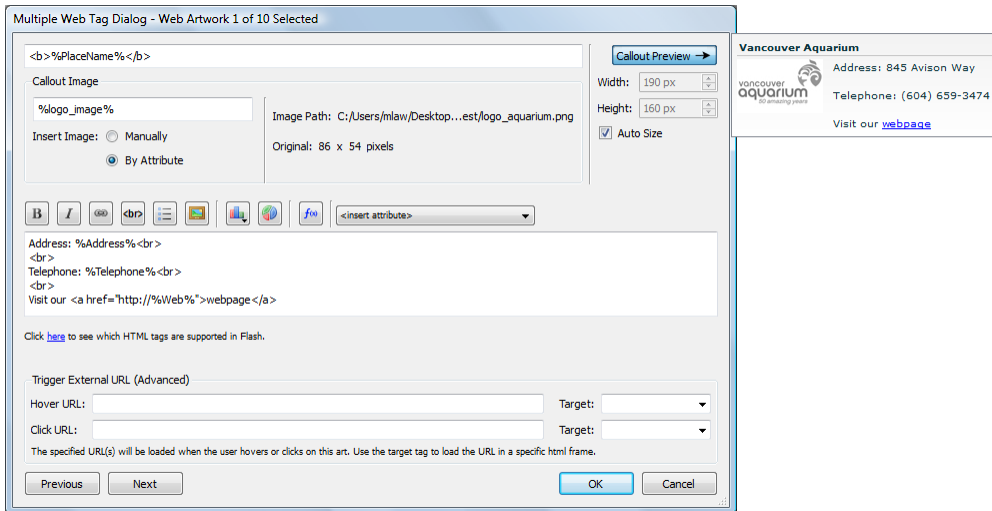 Multiple Web Tag Dialog - Web Artwork 1 of 10 Selected
<b>%PlaceName%</b>
Callout Preview
Callout Image
%logo_image%
Insert Image: Manually
By Attribute
Image Path: C:/Users/mlaw/Desktop...est/logo_aquarium.png
Original: 86 x 54 pixels
Width: 190 px
Height: 160 px
Auto Size
Vancouver Aquarium
vancouver
aquarium
50 amazing years
Address: 845 Avison Way
Telephone: (604) 659-3474
Visit our webpage
B I <br> f(x) <insert attribute>
Address: %Address%<br>
<br>
Telephone: %Telephone%<br>
<br>
Visit our <a href="http://%Web%">webpage</a>
Click here to see which HTML tags are supported in Flash.
Trigger External URL (Advanced)
Hover URL: Target:
Click URL: Target:
The specified URL(s) will be loaded when the user hovers or clicks on this art. Use the target tag to load the URL in a specific html frame.
Previous Next OK Cancel